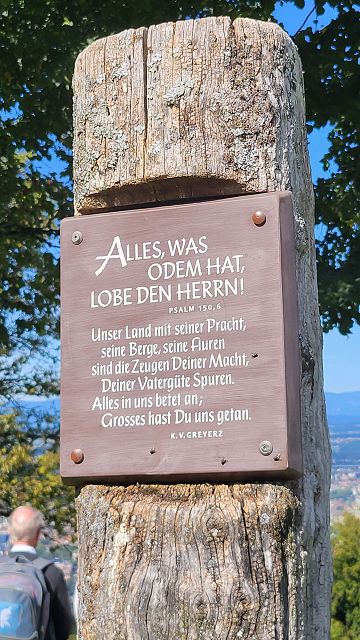 ALLES, WAS
ODEM HAT,
LOBE DEN HERRN!
PSALM 150,6
Unser Land mit seiner Pracht,
seine Berge, seine Fluren
sind die Zeugen Deiner Macht,
Deiner Vatergüte Spuren.
Alles in uns betet an;
Grosses hast Du uns getan.
K.V.GREYERZ